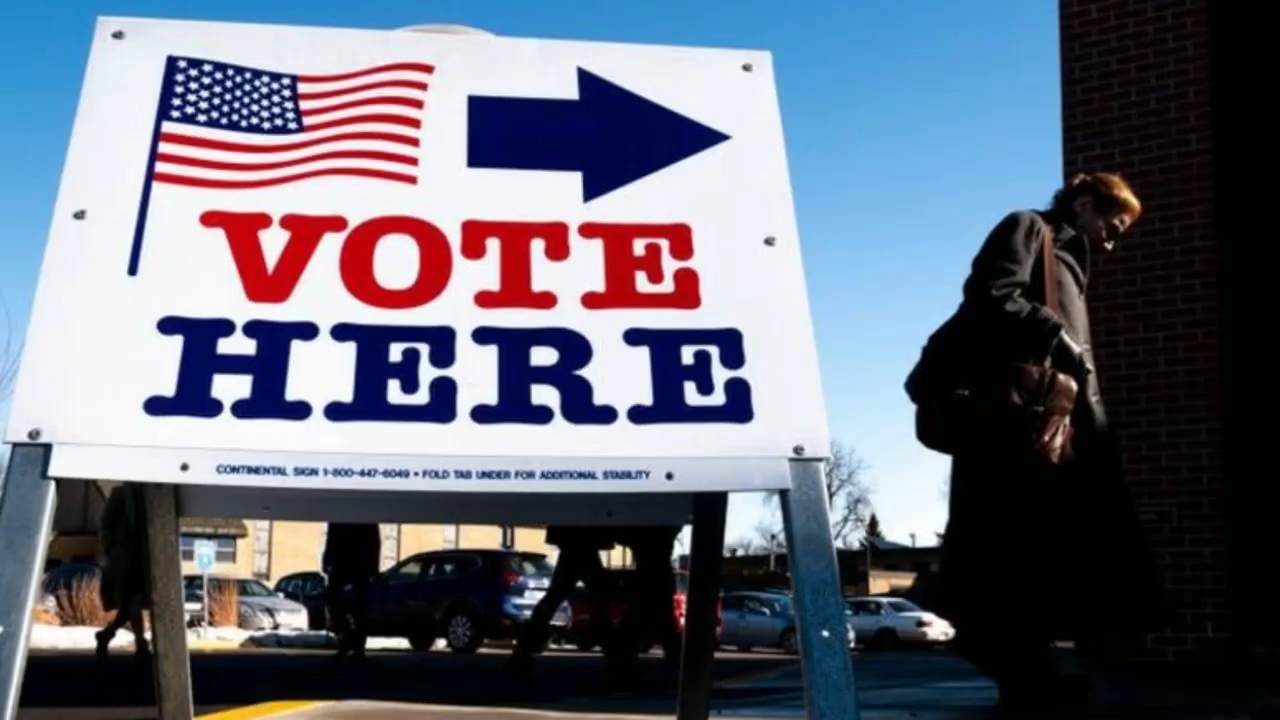 VOTE
HERE
CONTINENTAL SIGN 1-800-447-6049 • FOLD TAB UNDER FOR ADDITIONAL STABILITY